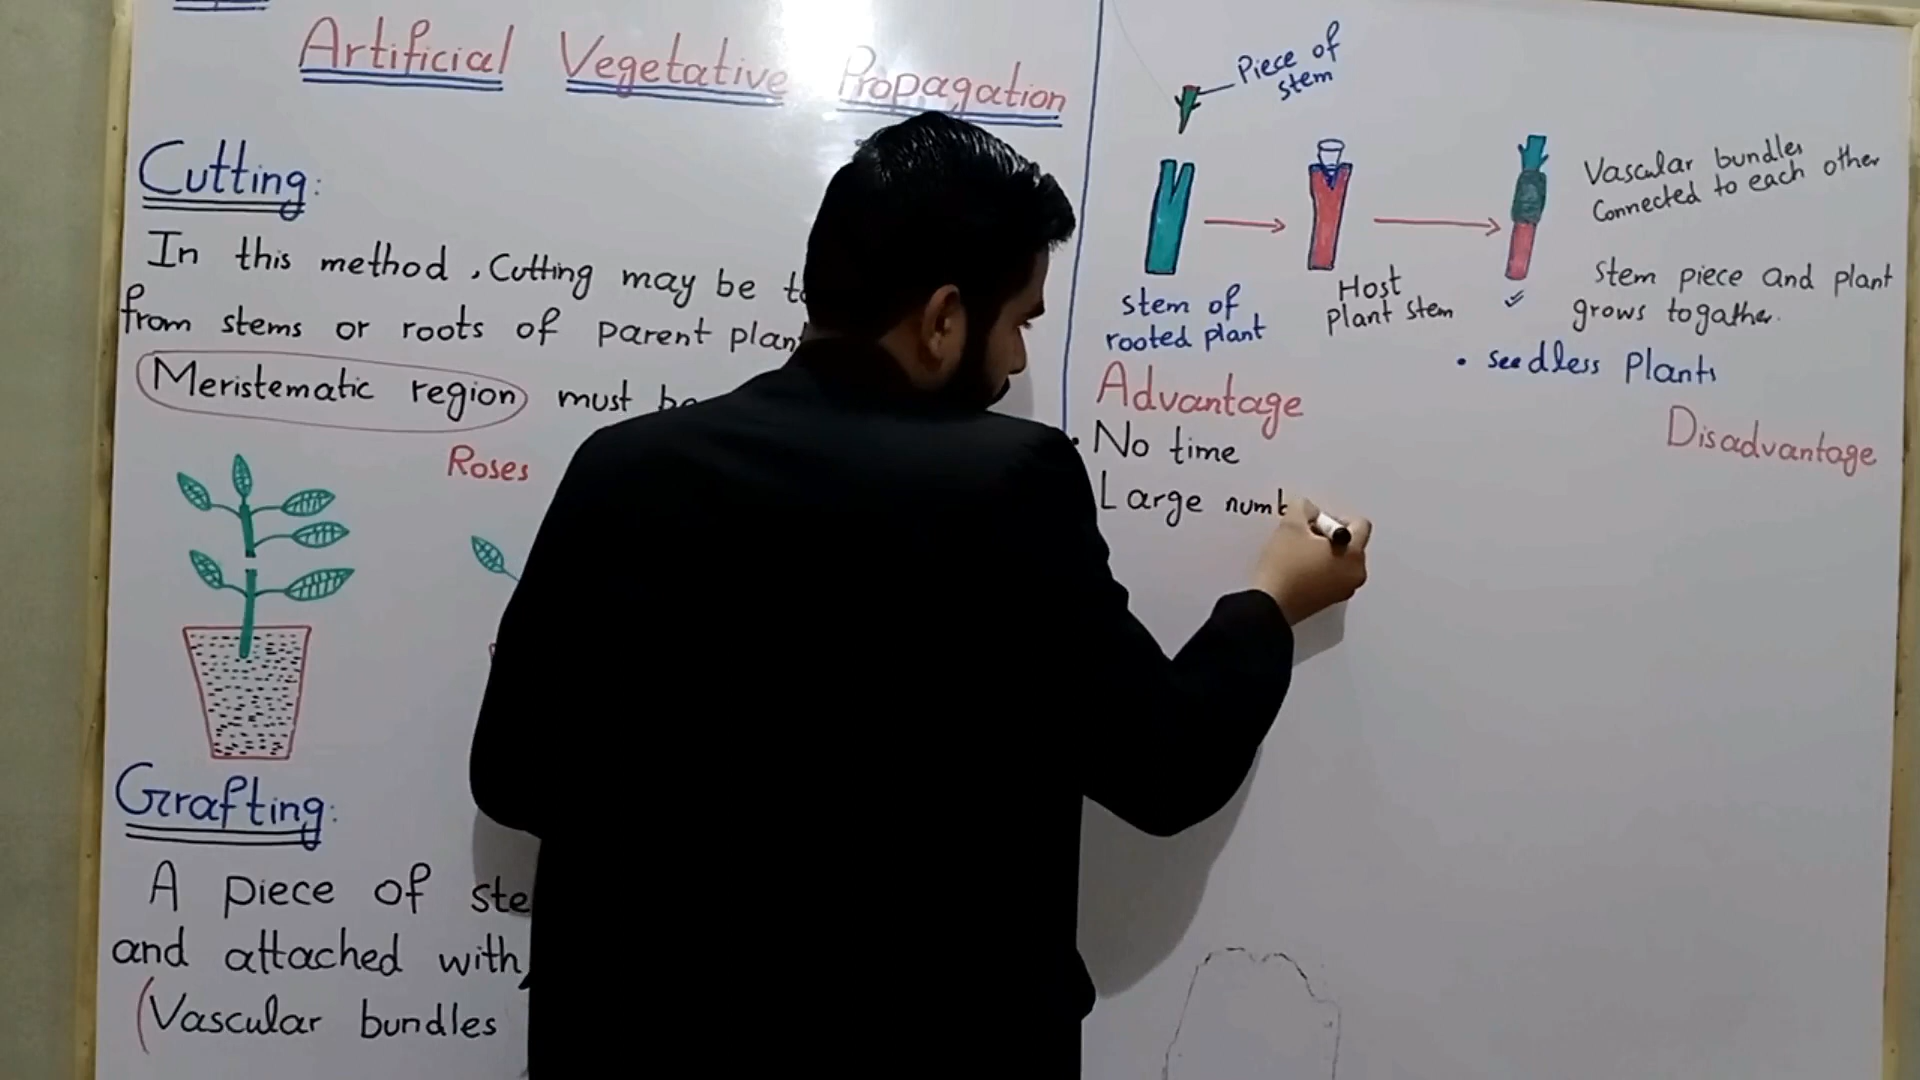 Artificial Vegetative Propagation
Cutting:
In this method, Cutting may be
from stems or roots of parent
Meristematic region must
Roses
Grafting:
A piece of
and attached with
(Vascular bundles
Piece of
stem
stem of
rooted plant
Host
plant stem
Vascular bundles
Connected to each other
Stem piece and plant
grows togather.
• seedless Plants
Advantage
• No time
Large
Disadvantage